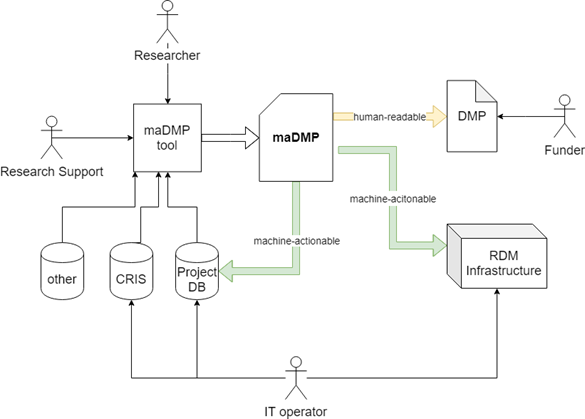 Researcher
maDMP
tool
Research Support
maDMP
human-readable
DMP
Funder
machine-acitonable
machine-actionable
other
CRIS
Project
DB
RDM
Infrastructure
IT operator